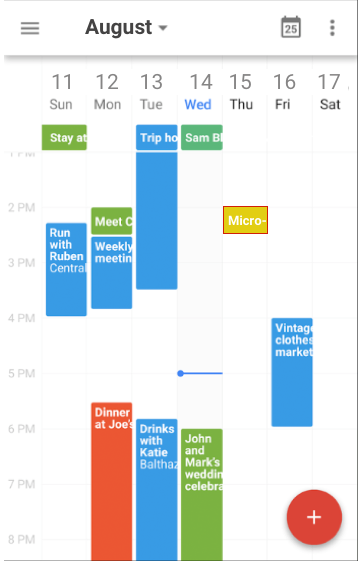 August
25
11 12 13 14 15 16 17
Sun Mon Tue Wed Thu Fri Sat
Stay at
Trip ho
Sam Bl
1 PM
2 PM
3 PM
4 PM
5 PM
6 PM
7 PM
8 PM
Run
with
Ruben
Central
Meet C
Weekly
meetin
Micro-
Vintag
clothes
market
Dinner
at Joe's
Drinks
with
Katie
Balthaz
John
and
Mark's
weddin
celebra
+